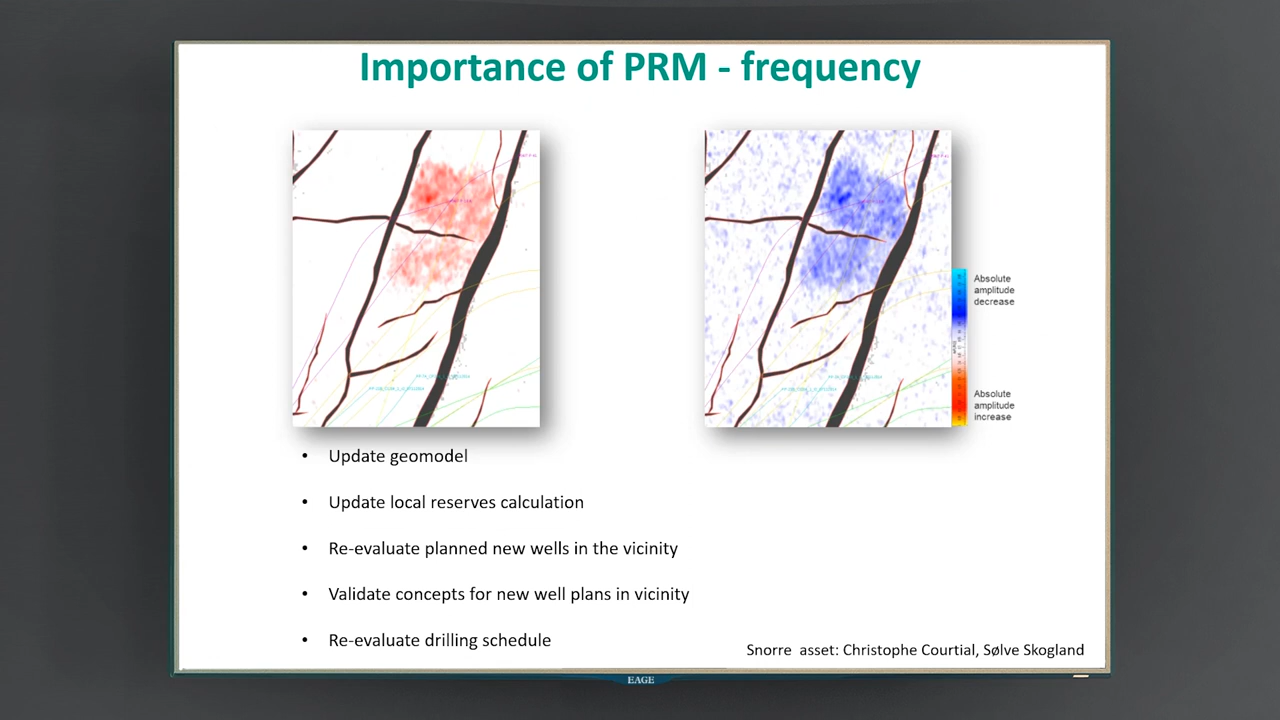 Importance of PRM - frequency
Absolute
amplitude
decrease
Absolute
amplitude
increase
• Update geomodel
• Update local reserves calculation
• Re-evaluate planned new wells in the vicinity
• Validate concepts for new well plans in vicinity
• Re-evaluate drilling schedule
Snorre asset: Christophe Courtial, Sølve Skogland
EAGE